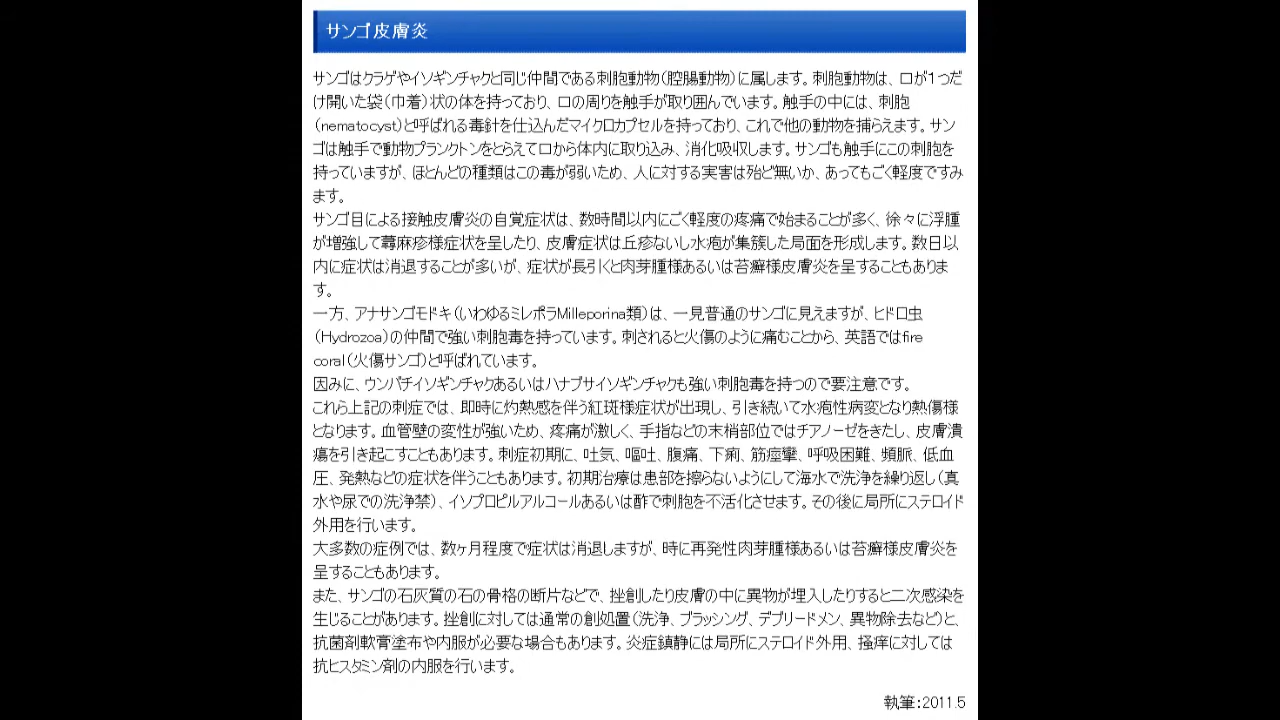 サンゴ皮膚炎
サンゴはクラゲやイソギンチャクと同じ仲間である刺胞動物（腔腸動物）に属します。刺胞動物は、口が１つだ
け開いた袋（巾着）状の体を持っており、口の周りを触手が取り囲んでいます。触手の中には、刺胞
（nematocyst）と呼ばれる毒針を仕込んだマイクロカプセルを持っており、これで他の動物を捕らえます。サン
ゴは触手で動物プランクトンをとらえて口から体内に取り込み、消化吸収します。サンゴも触手にこの刺胞を
持っていますが、ほとんどの種類はこの毒が弱いため、人に対する実害は殆ど無いか、あってもごく軽度ですみ
ます。
サンゴ目による接触皮膚炎の自覚症状は、数時間以内にごく軽度の疼痛で始まることが多く、徐々に浮腫
が増強して蕁麻疹様症状を呈したり、皮膚症状は丘疹ないし水疱が集簇した局面を形成します。数日以
内に症状は消退することが多いが、症状が長引くと肉芽腫様あるいは苔癬様皮膚炎を呈することもありま
す。
一方、アナサンゴモドキ（いわゆるミレポラMilleporina類）は、一見普通のサンゴに見えますが、ヒドロ虫
（Hydrozoa）の仲間で強い刺胞毒を持っています。刺されると火傷のように痛むことから、英語ではfire
coral（火傷サンゴ）と呼ばれています。
因みに、ウンバチイソギンチャクあるいはハナブサイソギンチャクも強い刺胞毒を持つので要注意です。
これら上記の刺症では、即時に灼熱感を伴う紅斑様症状が出現し、引き続いて水疱性病変となり熱傷様
となります。血管壁の変性が強いため、疼痛が激しく、手指などの末梢部位ではチアノーゼをきたし、皮膚潰
瘍を引き起こすこともあります。刺症初期に、吐気、嘔吐、腹痛、下痢、筋痙攣、呼吸困難、頻脈、低血
圧、発熱などの症状を伴うこともあります。初期治療は患部を擦らないようにして海水で洗浄を繰り返し（真
水や尿での洗浄禁）、イソプロピルアルコールあるいは酢で刺胞を不活化させます。その後に局所にステロイド
外用を行います。
大多数の症例では、数ヶ月程度で症状は消退しますが、時に再発性肉芽腫様あるいは苔癬様皮膚炎を
呈することもあります。
また、サンゴの石灰質の石の骨格の断片などで、挫創したり皮膚の中に異物が埋入したりすると二次感染を
生じることがあります。挫創に対しては通常の創処置（洗浄、ブラッシング、デブリードメン、異物除去など）と、
抗菌剤軟膏塗布や内服が必要な場合もあります。炎症鎮静には局所にステロイド外用、掻痒に対しては
抗ヒスタミン剤の内服を行います。
執筆：2011.5